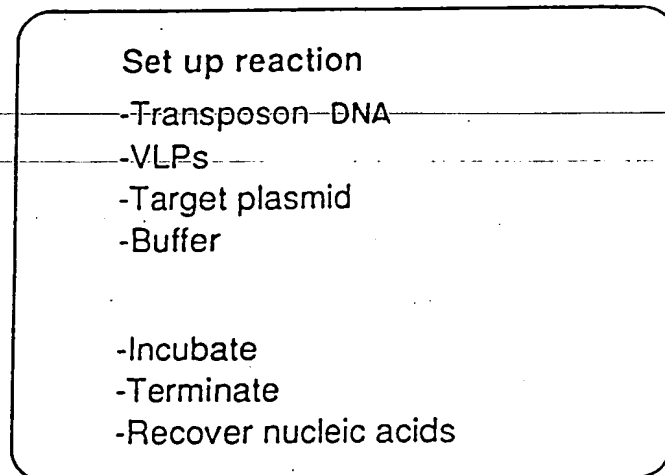 Set up reaction
-Transposon DNA
-VLPs
-Target plasmid
-Buffer
-Incubate
-Terminate
-Recover nucleic acids